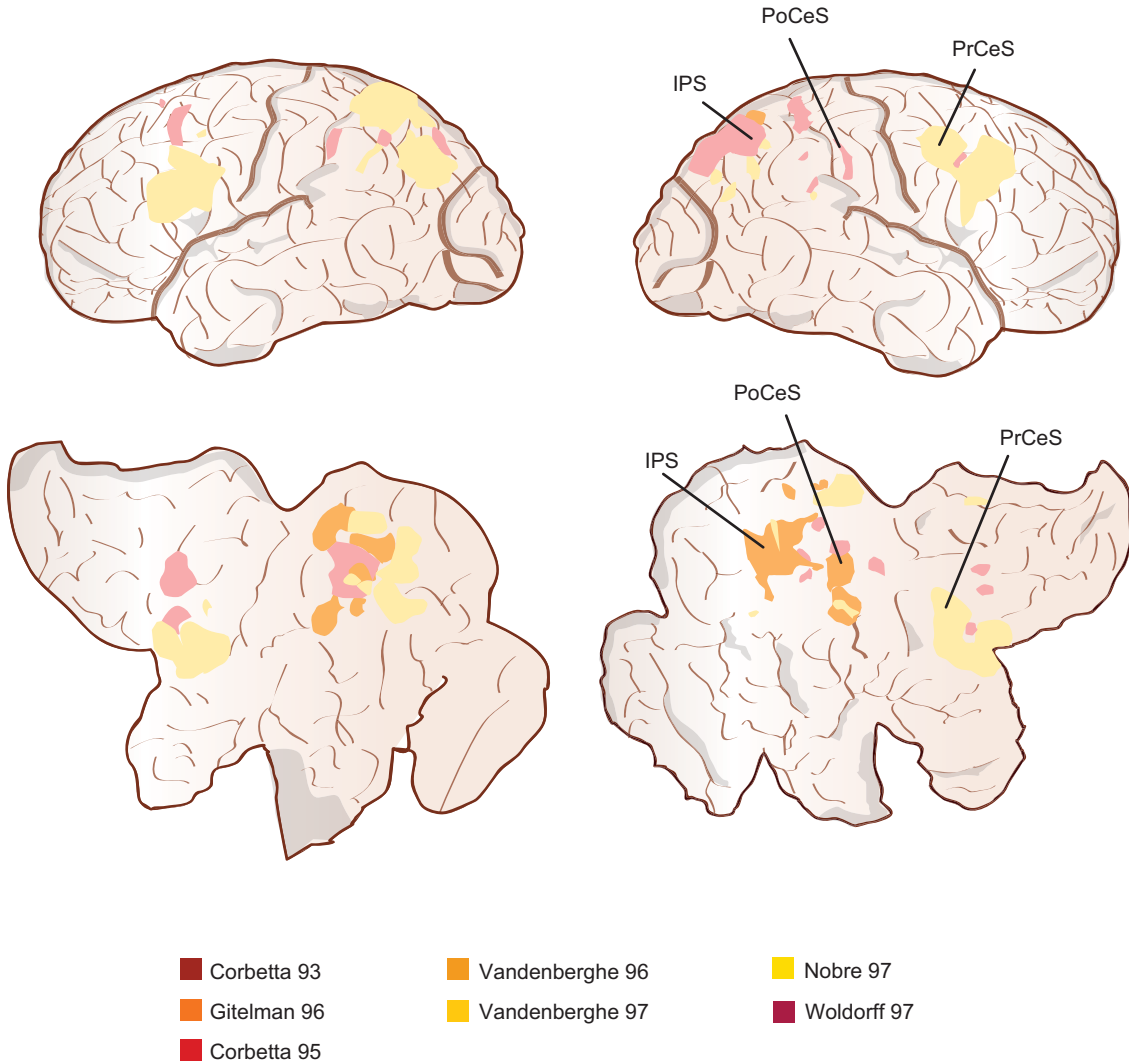 PoCeS
PrCeS
IPS
PoCeS
PrCeS
IPS
Corbetta 93
Vandenberghe 96
Nobre 97
Gitelman 96
Vandenberghe 97
Woldorff 97
Corbetta 95